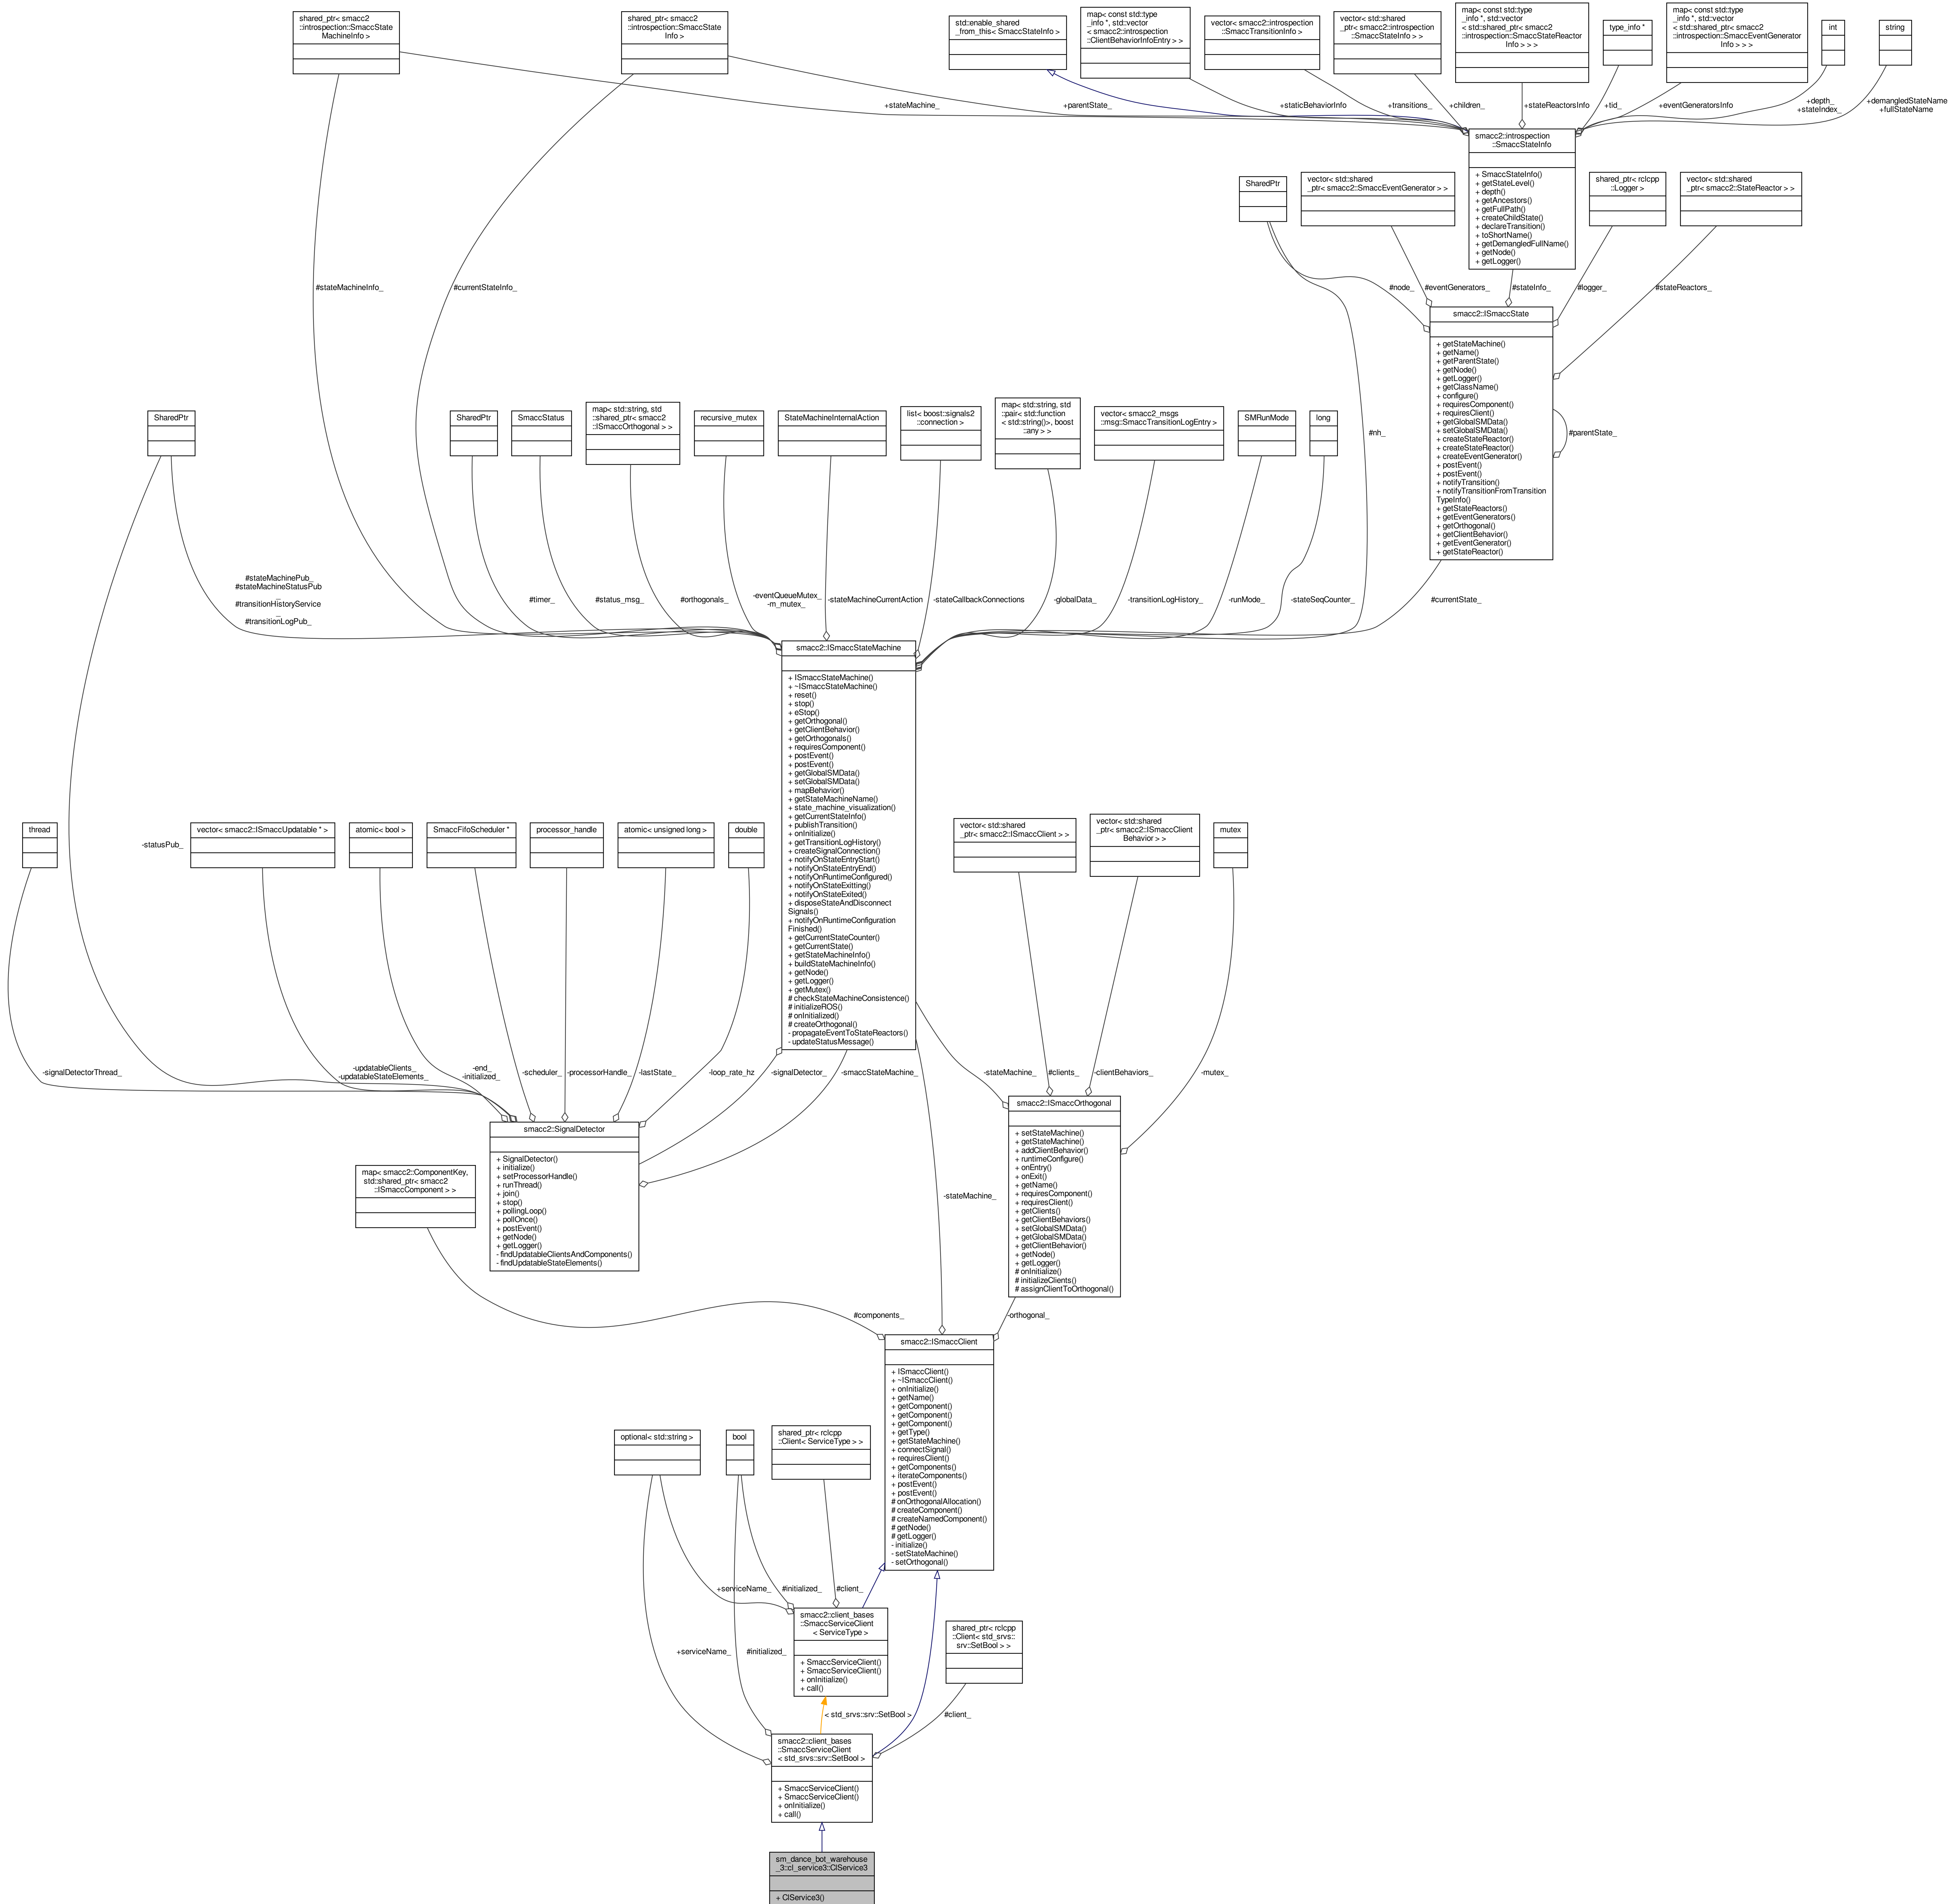 shared_ptr< smacc2
::introspection::SmaccState
MachineInfo >
shared_ptr< smacc2
::introspection::SmaccState
Info >
std::enable_shared
_from_this< SmaccStateInfo >
map< const std::type
_info *, std::vector
< smacc2::introspection
::ClientBehaviorInfoEntry > >
vector< smacc2::introspection
::SmaccTransitionInfo >
vector< std::shared
_ptr< smacc2::introspection
::SmaccStateInfo > >
map< const std::type
_info *, std::vector
< std::shared_ptr< smacc2
::introspection::SmaccStateReactor
Info > > >
type_info *
map< const std::type
_info *, std::vector
< std::shared_ptr< smacc2
::introspection::SmaccEventGenerator
Info > > >
int
string
+stateMachine_
+parentState_
+staticBehaviorInfo
+transitions_
+children_
+stateReactorsInfo
+tid_
+eventGeneratorsInfo
+depth_
+stateIndex_
+demangledStateName
+fullStateName
smacc2::introspection
::SmaccStateInfo
+ SmaccStateInfo()
+ getStateLevel()
+ depth()
+ getAncestors()
+ getFullPath()
+ createChildState()
+ declareTransition()
+ toShortName()
+ getDemangledFullName()
+ getNode()
+ getLogger()
SharedPtr
vector< std::shared
_ptr< smacc2::SmaccEventGenerator > >
shared_ptr< rclcpp
::Logger >
vector< std::shared
_ptr< smacc2::StateReactor > >
#stateMachineInfo_
#currentStateInfo_
#node_
#eventGenerators_
#stateInfo_
#logger_
#stateReactors_
smacc2::ISmaccState
+ getStateMachine()
+ getName()
+ getParentState()
+ getNode()
+ getLogger()
+ getClassName()
+ configure()
+ requiresComponent()
+ requiresClient()
+ getGlobalSMData()
+ setGlobalSMData()
+ createStateReactor()
+ createStateReactor()
+ createEventGenerator()
+ postEvent()
+ postEvent()
+ notifyTransition()
+ notifyTransitionFromTransition
TypeInfo()
+ getStateReactors()
+ getEventGenerators()
+ getOrthogonal()
+ getClientBehavior()
+ getEventGenerator()
+ getStateReactor()
#parentState_
#nh_
SharedPtr
SharedPtr
SmaccStatus
map< std::string, std
::shared_ptr< smacc2
::ISmaccOrthogonal > >
recursive_mutex
StateMachineInternalAction
list< boost::signals2
::connection >
map< std::string, std
::pair< std::function
< std::string()>, boost
::any > >
vector< smacc2_msgs
::msg::SmaccTransitionLogEntry >
SMRunMode
long
#stateMachinePub_
#stateMachineStatusPub
_
#transitionHistoryService
_
#transitionLogPub_
#timer_
#status_msg_
#orthogonals_
-eventQueueMutex_
-m_mutex_
-stateMachineCurrentAction
-stateCallbackConnections
-globalData_
-transitionLogHistory_
-runMode_
-stateSeqCounter_
#currentState_
smacc2::ISmaccStateMachine
+ ISmaccStateMachine()
+ ~ISmaccStateMachine()
+ reset()
+ stop()
+ eStop()
+ getOrthogonal()
+ getClientBehavior()
+ getOrthogonals()
+ requiresComponent()
+ postEvent()
+ postEvent()
+ getGlobalSMData()
+ setGlobalSMData()
+ mapBehavior()
+ getStateMachineName()
+ state_machine_visualization()
+ getCurrentStateInfo()
+ publishTransition()
+ onInitialize()
+ getTransitionLogHistory()
+ createSignalConnection()
+ notifyOnStateEntryStart()
+ notifyOnStateEntryEnd()
+ notifyOnRuntimeConfigured()
+ notifyOnStateExitting()
+ notifyOnStateExited()
+ disposeStateAndDisconnect
Signals()
+ notifyOnRuntimeConfiguration
Finished()
+ getCurrentStateCounter()
+ getCurrentState()
+ getStateMachineInfo()
+ buildStateMachineInfo()
+ getNode()
+ getLogger()
+ getMutex()
# checkStateMachineConsistence()
# initializeROS()
# onInitialized()
# createOrthogonal()
- propagateEventToStateReactors()
- updateStatusMessage()
thread
-statusPub_
vector< smacc2::ISmaccUpdatable * >
atomic< bool >
SmaccFifoScheduler *
processor_handle
atomic< unsigned long >
double
vector< std::shared
_ptr< smacc2::ISmaccClient > >
vector< std::shared
_ptr< smacc2::ISmaccClient
Behavior > >
mutex
-signalDetectorThread_
-updatableClients_
-updatableStateElements_
-end_
-initialized_
-scheduler_
-processorHandle_
-lastState_
-loop_rate_hz
-signalDetector_
-smaccStateMachine_
-stateMachine_
#clients_
-clientBehaviors_
-mutex_
smacc2::SignalDetector
+ SignalDetector()
+ initialize()
+ setProcessorHandle()
+ runThread()
+ join()
+ stop()
+ pollingLoop()
+ pollOnce()
+ postEvent()
+ getNode()
+ getLogger()
- findUpdatableClientsAndComponents()
- findUpdatableStateElements()
smacc2::ISmaccOrthogonal
+ setStateMachine()
+ getStateMachine()
+ addClientBehavior()
+ runtimeConfigure()
+ onEntry()
+ onExit()
+ getName()
+ requiresComponent()
+ requiresClient()
+ getClients()
+ getClientBehaviors()
+ setGlobalSMData()
+ getGlobalSMData()
+ getClientBehavior()
+ getNode()
+ getLogger()
# onInitialize()
# initializeClients()
# assignClientToOrthogonal()
map< smacc2::ComponentKey,
std::shared_ptr< smacc2
::ISmaccComponent > >
-stateMachine_
#components_
-orthogonal_
smacc2::ISmaccClient
+ ISmaccClient()
+ ~ISmaccClient()
+ onInitialize()
+ getName()
+ getComponent()
+ getComponent()
+ getComponent()
+ getType()
+ getStateMachine()
+ connectSignal()
+ requiresClient()
+ getComponents()
+ iterateComponents()
+ postEvent()
+ postEvent()
# onOrthogonalAllocation()
# createComponent()
# createNamedComponent()
# getNode()
# getLogger()
- initialize()
- setStateMachine()
- setOrthogonal()
optional< std::string >
bool
shared_ptr< rclcpp
::Client< ServiceType > >
+serviceName_
#initialized_
#client_
smacc2::client_bases
::SmaccServiceClient
< ServiceType >
+ SmaccServiceClient()
+ SmaccServiceClient()
+ onInitialize()
+ call()
shared_ptr< rclcpp
::Client< std_srvs::
srv::SetBool > >
+serviceName_
#initialized_
< std_srvs::srv::SetBool >
#client_
smacc2::client_bases
::SmaccServiceClient
< std_srvs::srv::SetBool >
+ SmaccServiceClient()
+ SmaccServiceClient()
+ onInitialize()
+ call()
sm_dance_bot_warehouse
_3::cl_service3::ClService3
+ ClService3()